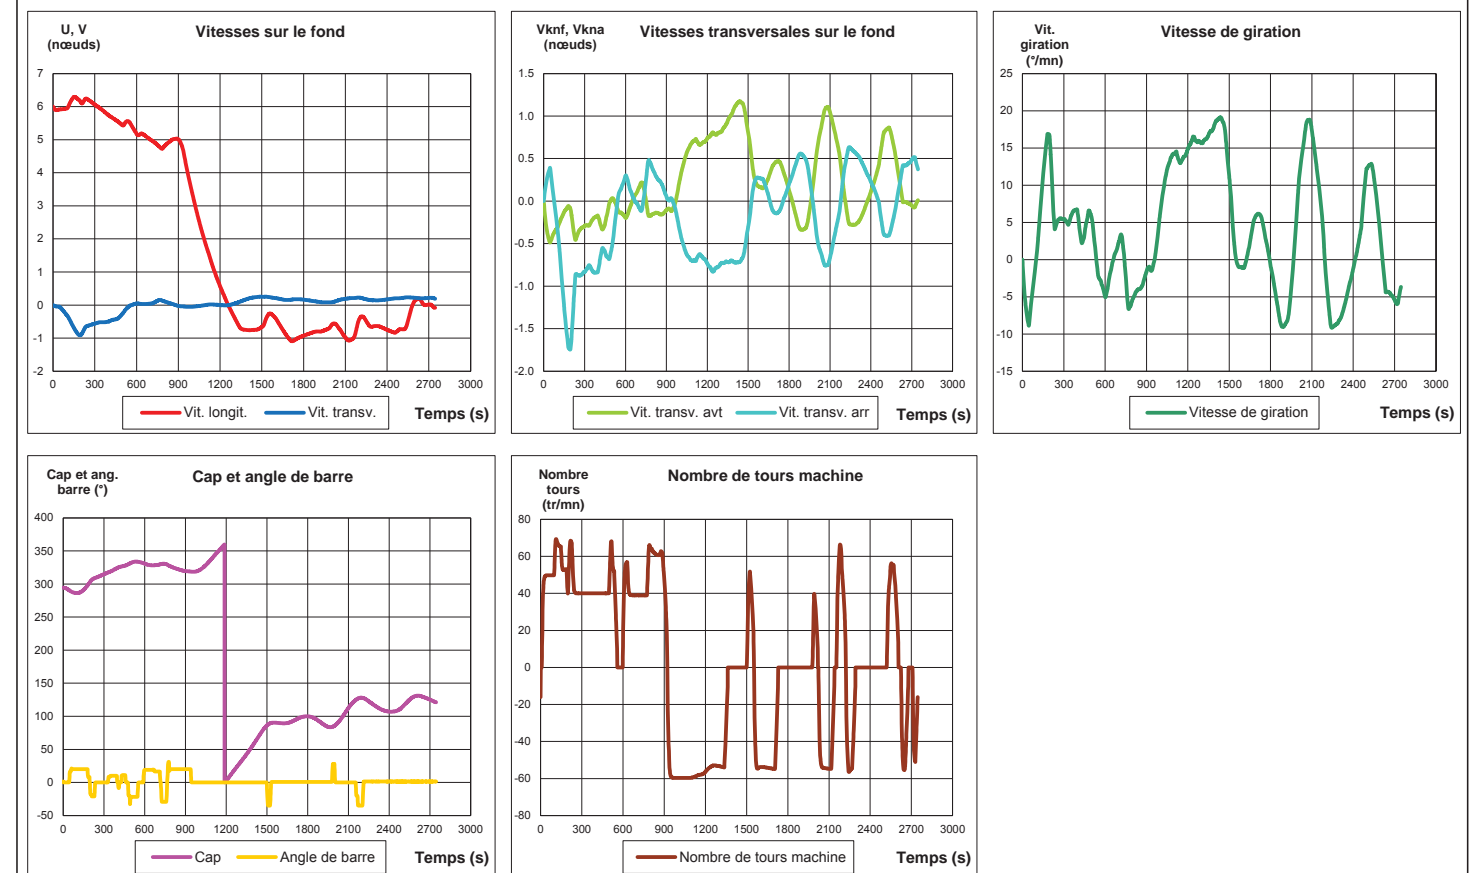 U, V
(nœuds)
Vitesses sur le fond
7
6
5
4
3
2
1
0
-1
-2
0 300 600 900 1200 1500 1800 2100 2400 2700 3000
Vit. longit. Vit. transv. Temps (s)
Vknf, Vkna
(nœuds)
Vitesses transversales sur le fond
1.5
1.0
0.5
0.0
-0.5
-1.0
-1.5
-2.0
0 300 600 900 1200 1500 1800 2100 2400 2700 3000
Vit. transv. avt Vit. transv. arr Temps (s)
Vit.
giration
(°/mn)
Vitesse de giration
25
20
15
10
5
0
-5
-10
-15
0 300 600 900 1200 1500 1800 2100 2400 2700 3000
Vitesse de giration Temps (s)
Cap et ang.
barre (°)
Cap et angle de barre
400
350
300
250
200
150
100
50
0
-50
0 300 600 900 1200 1500 1800 2100 2400 2700 3000
Cap Angle de barre Temps (s)
Nombre
tours
(tr/mn)
Nombre de tours machine
80
60
40
20
0
-20
-40
-60
-80
0 300 600 900 1200 1500 1800 2100 2400 2700 3000
Nombre de tours machine Temps (s)